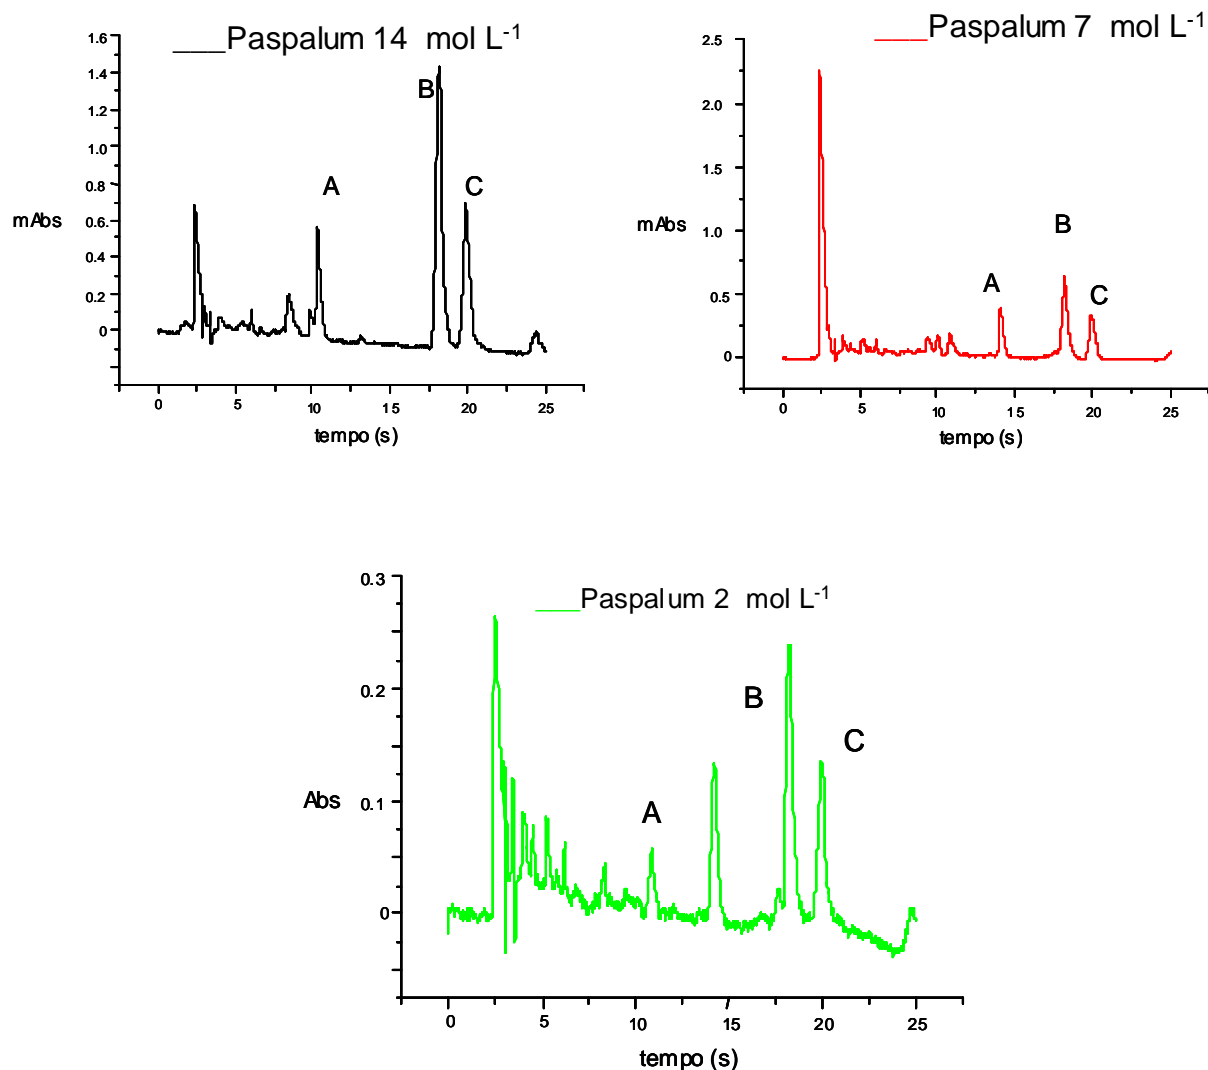 ___Paspalum 14 mol L-1
1.6
1.4
1.2
1.0
0.8
0.6
0.4
0.2
0
mAbs
A
B
C
0 5 10 15 20 25
tempo (s)
___Paspalum 7 mol L-1
2.5
2.0
1.5
1.0
0.5
0
mAbs
A
B
C
0 5 10 15 20 25
tempo (s)
___Paspalum 2 mol L-1
0.3
0.2
0.1
0
Abs
A
B
C
0 5 10 15 20 25
tempo (s)